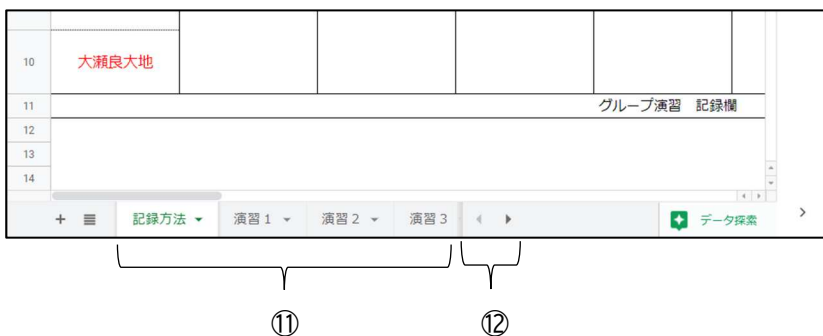 10 大瀬良大地
11 グループ演習 記録欄
12
13
14
+ 記録方法 演習1 演習2 演習3 データ探索
⑪ ⑫